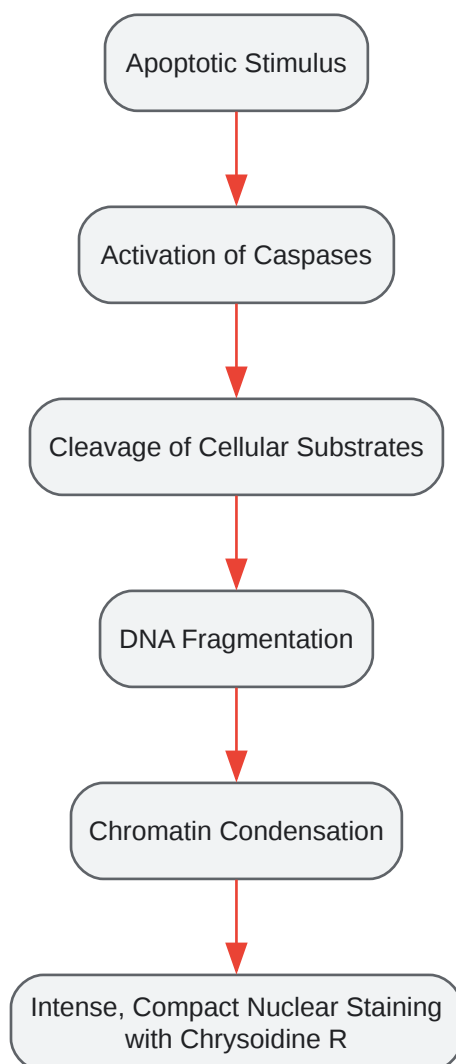 Apoptotic Stimulus
Activation of Caspases
Cleavage of Cellular Substrates
DNA Fragmentation
Chromatin Condensation
Intense, Compact Nuclear Staining
with Chrysoidine R